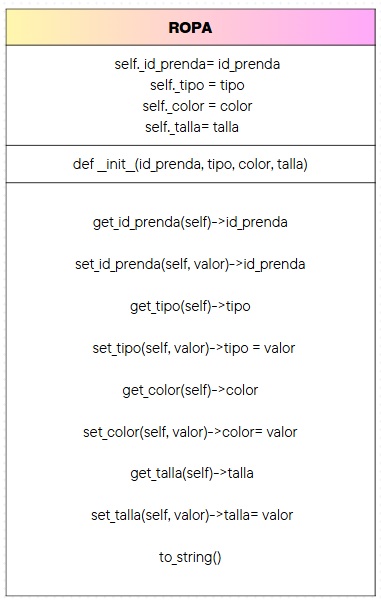 ROPA
self._id_prenda= id_prenda
self._tipo = tipo
self._color = color
self._talla= talla
def _init_(id_prenda, tipo, color, talla)
get_id_prenda(self)->id_prenda
set_id_prenda(self, valor)->id_prenda
get_tipo(self)->tipo
set_tipo(self, valor)->tipo = valor
get_color(self)->color
set_color(self, valor)->color= valor
get_talla(self)->talla
set_talla(self, valor)->talla= valor
to_string()